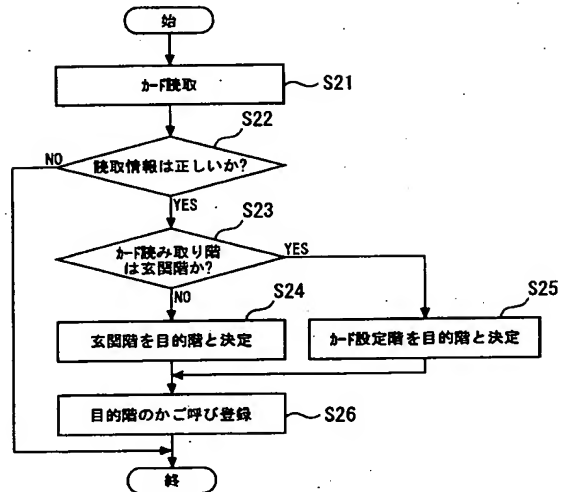 始
カード読取
S21
S22
読取情報は正しいか?
NO
YES
S23
カード読み取り階
は玄関階か?
YES
NO
S24
玄関階を目的階と決定
S25
カード設定階を目的階と決定
目的階のかご呼び登録
S26
終